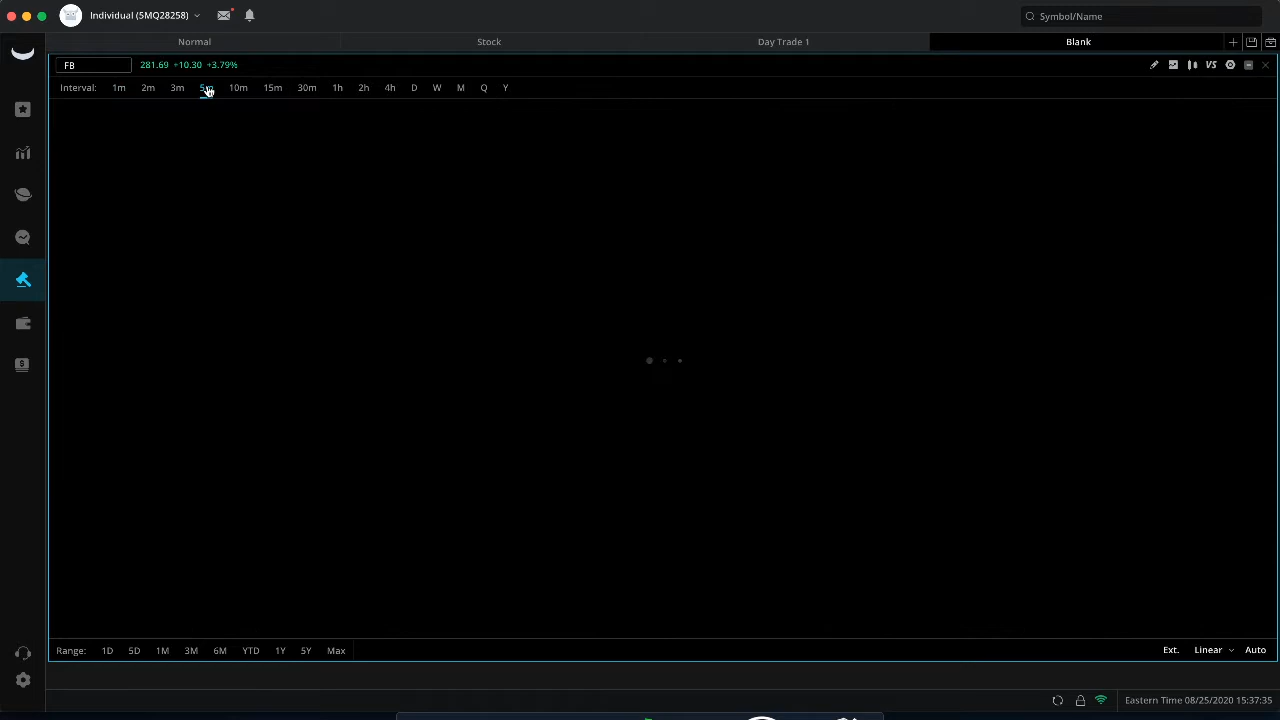 Individual (5MQ28258)
Symbol/Name
Normal Stock Day Trade 1 Blank
FB 281.69 +10.30 +3.79% VS
Interval: 1m 2m 3m 5m 10m 15m 30m 1h 2h 4h D W M Q Y
Range: 1D 5D 1M 3M 6M YTD 1Y 5Y Max Ext. Linear Auto
Eastern Time 08/25/2020 15:37:35